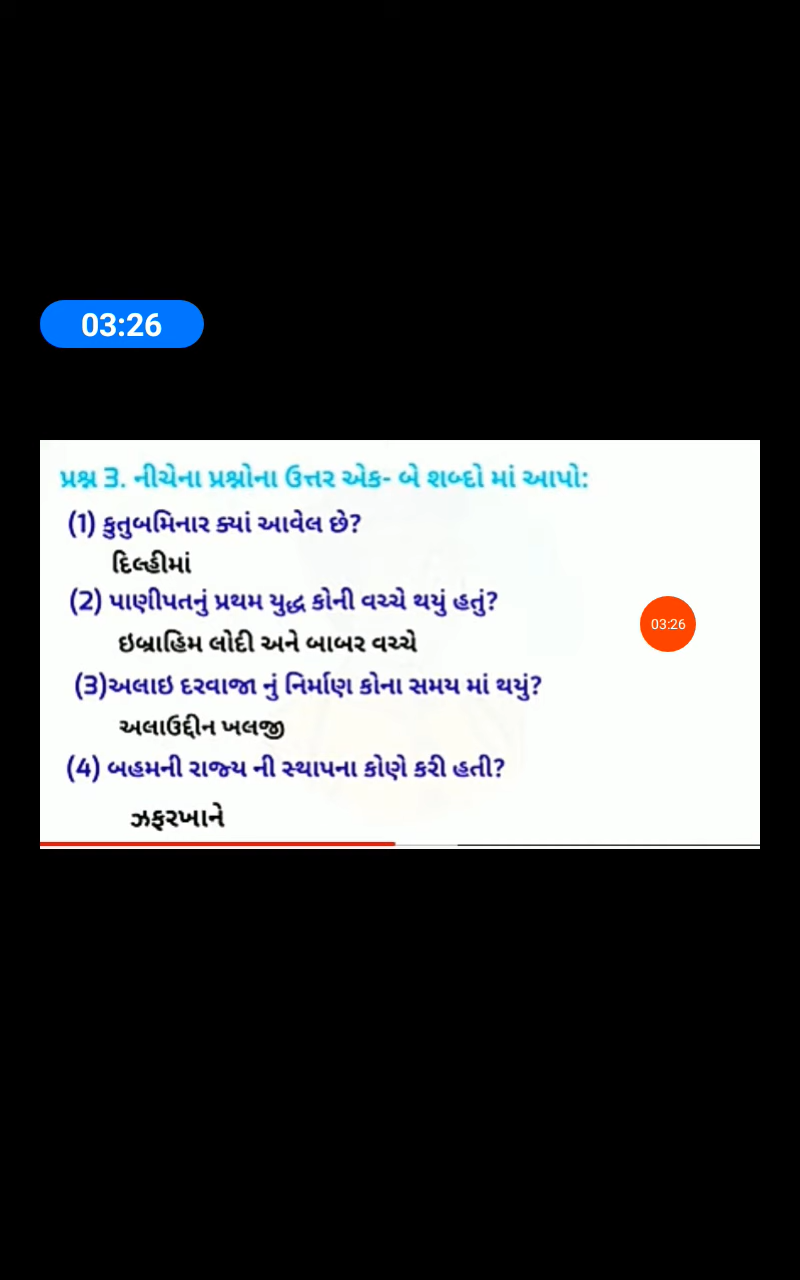 03:26
પ્રશ્ન 3. નીચેના પ્રશ્નોના ઉત્તર એક- બે શબ્દો માં આપો:
(1) કુતુબમિનાર ક્યાં આવેલ છે?
દિલ્હીમાં
(2) પાણીપતનું પ્રથમ યુદ્ધ કોની વચ્ચે થયું હતું?
03:26
ઇબ્રાહિમ લોદી અને બાબર વચ્ચે
(3)અલાઇ દરવાજા નું નિર્માણ કોના સમય માં થયું?
અલાઉદ્દીન ખલજી
(4) બહમની રાજ્ય ની સ્થાપના કોણે કરી હતી?
ઝફરખાને